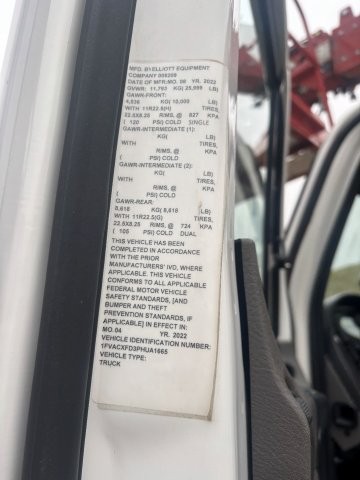 MFG. BY: ELLIOTT EQUIPMENT
COMPANY 008209
DATE OF MFR: MO. 08 YR. 2022
GVWR: 11,793 KG( 25,999 LB)
GAWR-FRONT:
4,536 KG( 10,000 LB)
WITH 11R22.5(H) TIRES,
22.5X8.25 RIMS, @ 827 KPA
( 120 PSI) COLD SINGLE
GAWR-INTERMEDIATE (1):
KG( LB)
WITH TIRES,
RIMS, @ KPA
( PSI) COLD
GAWR-INTERMEDIATE (2):
KG( LB)
WITH TIRES,
RIMS, @ KPA
( PSI) COLD
GAWR-REAR:
8,618 KG( 8,618 LB)
WITH 11R22.5(G) TIRES,
22.5X8.25 RIMS, @ 724 KPA
( 105 PSI) COLD DUAL
THIS VEHICLE HAS BEEN
COMPLETED IN ACCORDANCE
WITH THE PRIOR
MANUFACTURERS' IVD, WHERE
APPLICABLE. THIS VEHICLE
CONFORMS TO ALL APPLICABLE
FEDERAL MOTOR VEHICLE
SAFETY STANDARDS, [AND
BUMPER AND THEFT
PREVENTION STANDARDS, IF
APPLICABLE] IN EFFECT IN:
MO. 04 YR. 2022
VEHICLE IDENTIFICATION NUMBER:
1FVACXFD3PHUA1665
VEHICLE TYPE:
TRUCK